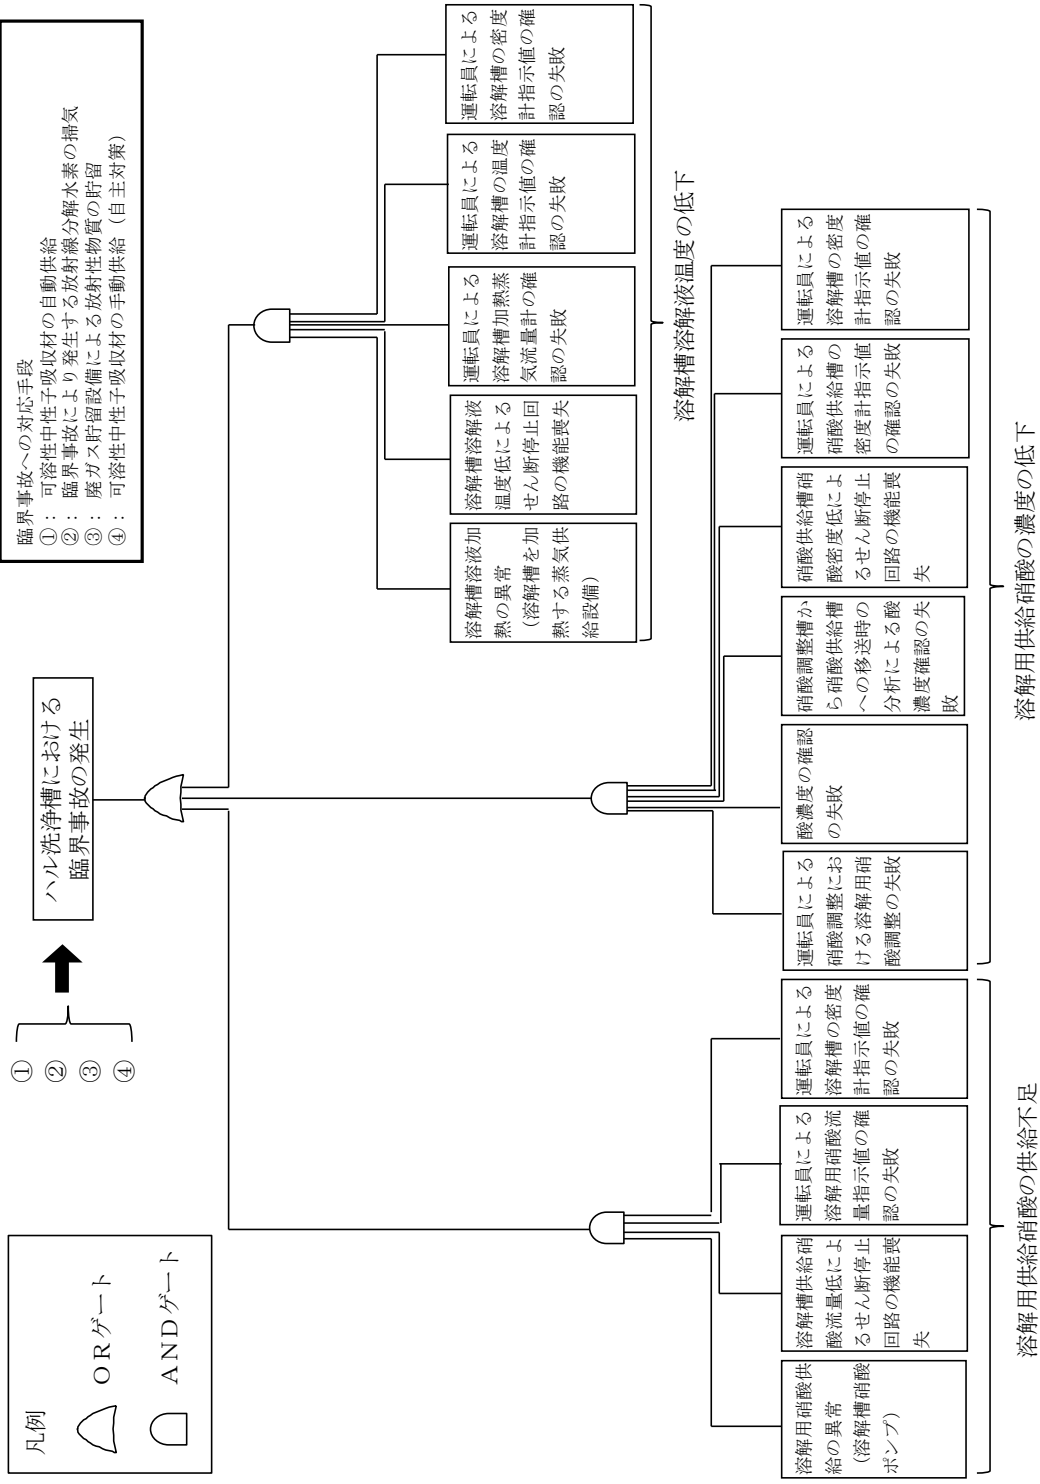 凡例
ORゲート
ANDゲート
①
②
③
④
ハル洗浄槽における
臨界事故の発生
臨界事故への対応手段
①: 可溶性中性子吸収材の自動供給
②: 臨界事故により発生する放射線分解水素の掃気
③: 廃ガス貯留設備による放射性物質の貯留
④: 可溶性中性子吸収材の手動供給(自主対策)
溶解用硝酸供
給の異常
(溶解槽硝酸
ポンプ)
溶解槽供給硝
酸流量低によ
るせん断停止
回路の機能喪
失
運転員による
溶解用硝酸流
量指示値の確
認の失敗
運転員による
溶解槽の密度
計指示値の確
認の失敗
溶解用供給硝酸の供給不足
運転員による
硝酸調整にお
ける溶解用硝
酸調整の失敗
酸濃度の確認
の失敗
硝酸調整槽か
ら硝酸供給槽
への移送時の
分析による酸
濃度確認の失
敗
硝酸供給槽硝
酸密度低によ
るせん断停止
回路の機能喪
失
運転員による
硝酸供給槽の
密度計指示値
の確認の失敗
運転員による
溶解槽の密度
計指示値の確
認の失敗
溶解用供給硝酸の濃度の低下
溶解槽溶液加
熱の異常
(溶解槽を加
熱する蒸気供
給設備)
溶解槽溶解液
温度低による
せん断停止回
路の機能喪失
運転員による
溶解槽加熱蒸
気流量計の確
認の失敗
運転員による
溶解槽の温度
計指示値の確
認の失敗
運転員による
溶解槽の密度
計指示値の確
認の失敗
溶解槽溶解液温度の低下